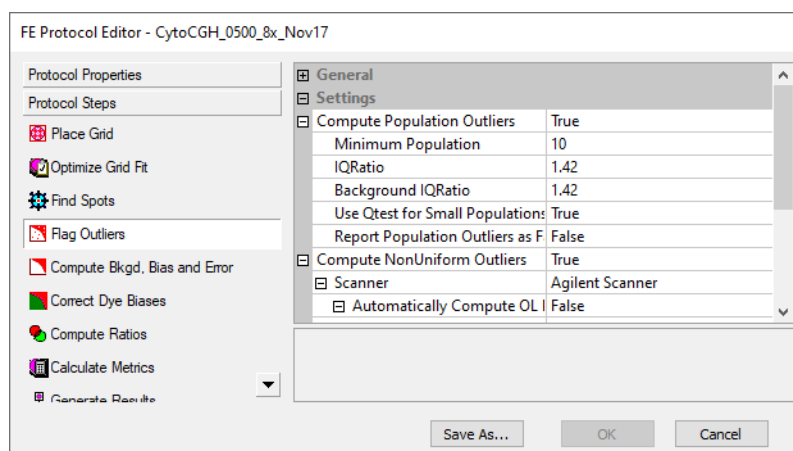 FE Protocol Editor - CytoCGH_0500_8x_Nov17
Protocol Properties
Protocol Steps
Place Grid
Optimize Grid Fit
Find Spots
Flag Outliers
Compute Bkgd, Bias and Error
Correct Dye Biases
Compute Ratios
Calculate Metrics
Generate Results
General
Settings
Compute Population Outliers True
Minimum Population 10
IQRatio 1.42
Background IQRatio 1.42
Use Qtest for Small Populations True
Report Population Outliers as F False
Compute NonUniform Outliers True
Scanner Agilent Scanner
Automatically Compute OL False
Save As...
OK
Cancel